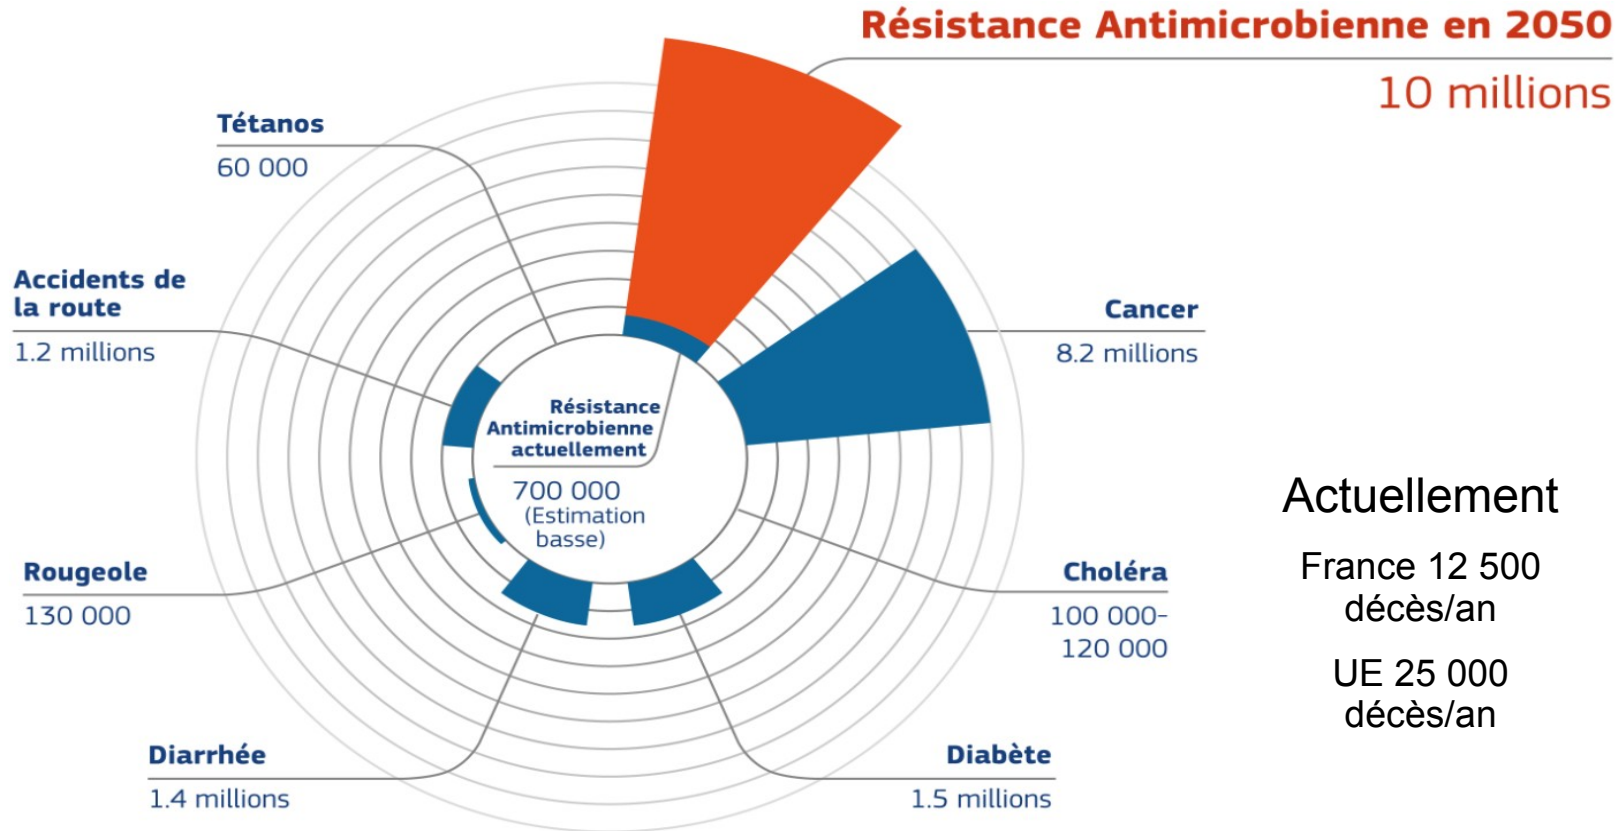 Résistance Antimicrobienne en 2050
10 millions
Tétanos
60 000
Accidents de
la route
1.2 millions
Cancer
8.2 millions
Résistance
Antimicrobienne
actuellement
700 000
(Estimation
basse)
Actuellement
France 12 500
décès/an
UE 25 000
décès/an
Rougeole
130 000
Choléra
100 000-
120 000
Diarrhée
1.4 millions
Diabète
1.5 millions